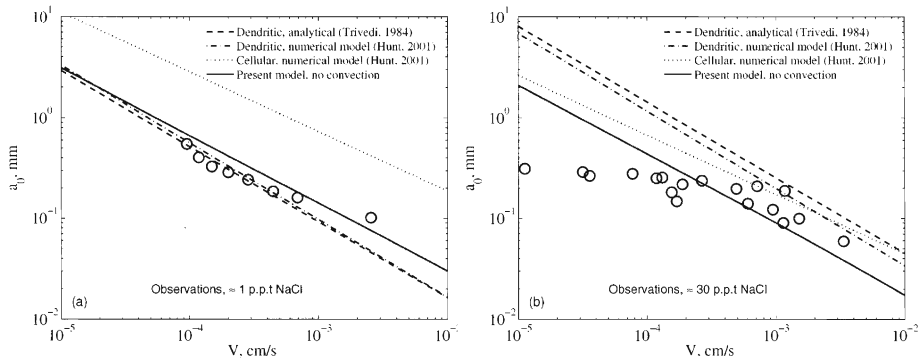 Dendritic, analytical (Trivedi, 1984)
Dendritic, numerical model (Hunt. 2001)
Cellular, numerical model (Hunt. 2001)
Present model, no convection
10²
10¹
10⁰
10⁻¹
10⁻²
a₀, mm
(a)
Observations, ≈ 1 p.p.t NaCl
10⁻⁵
10⁻⁴
10⁻³
V, cm/s
Dendritic, analytical (Trivedi, 1984)
Dendritic, numerical model (Hunt. 2001)
Cellular, numerical model (Hunt. 2001)
Present model, no convection
10¹
10⁰
10⁻¹
10⁻²
a₀, mm
(b)
Observations, ≈ 30 p.p.t NaCl
10⁻⁵
10⁻⁴
10⁻³
10⁻²
V, cm/s